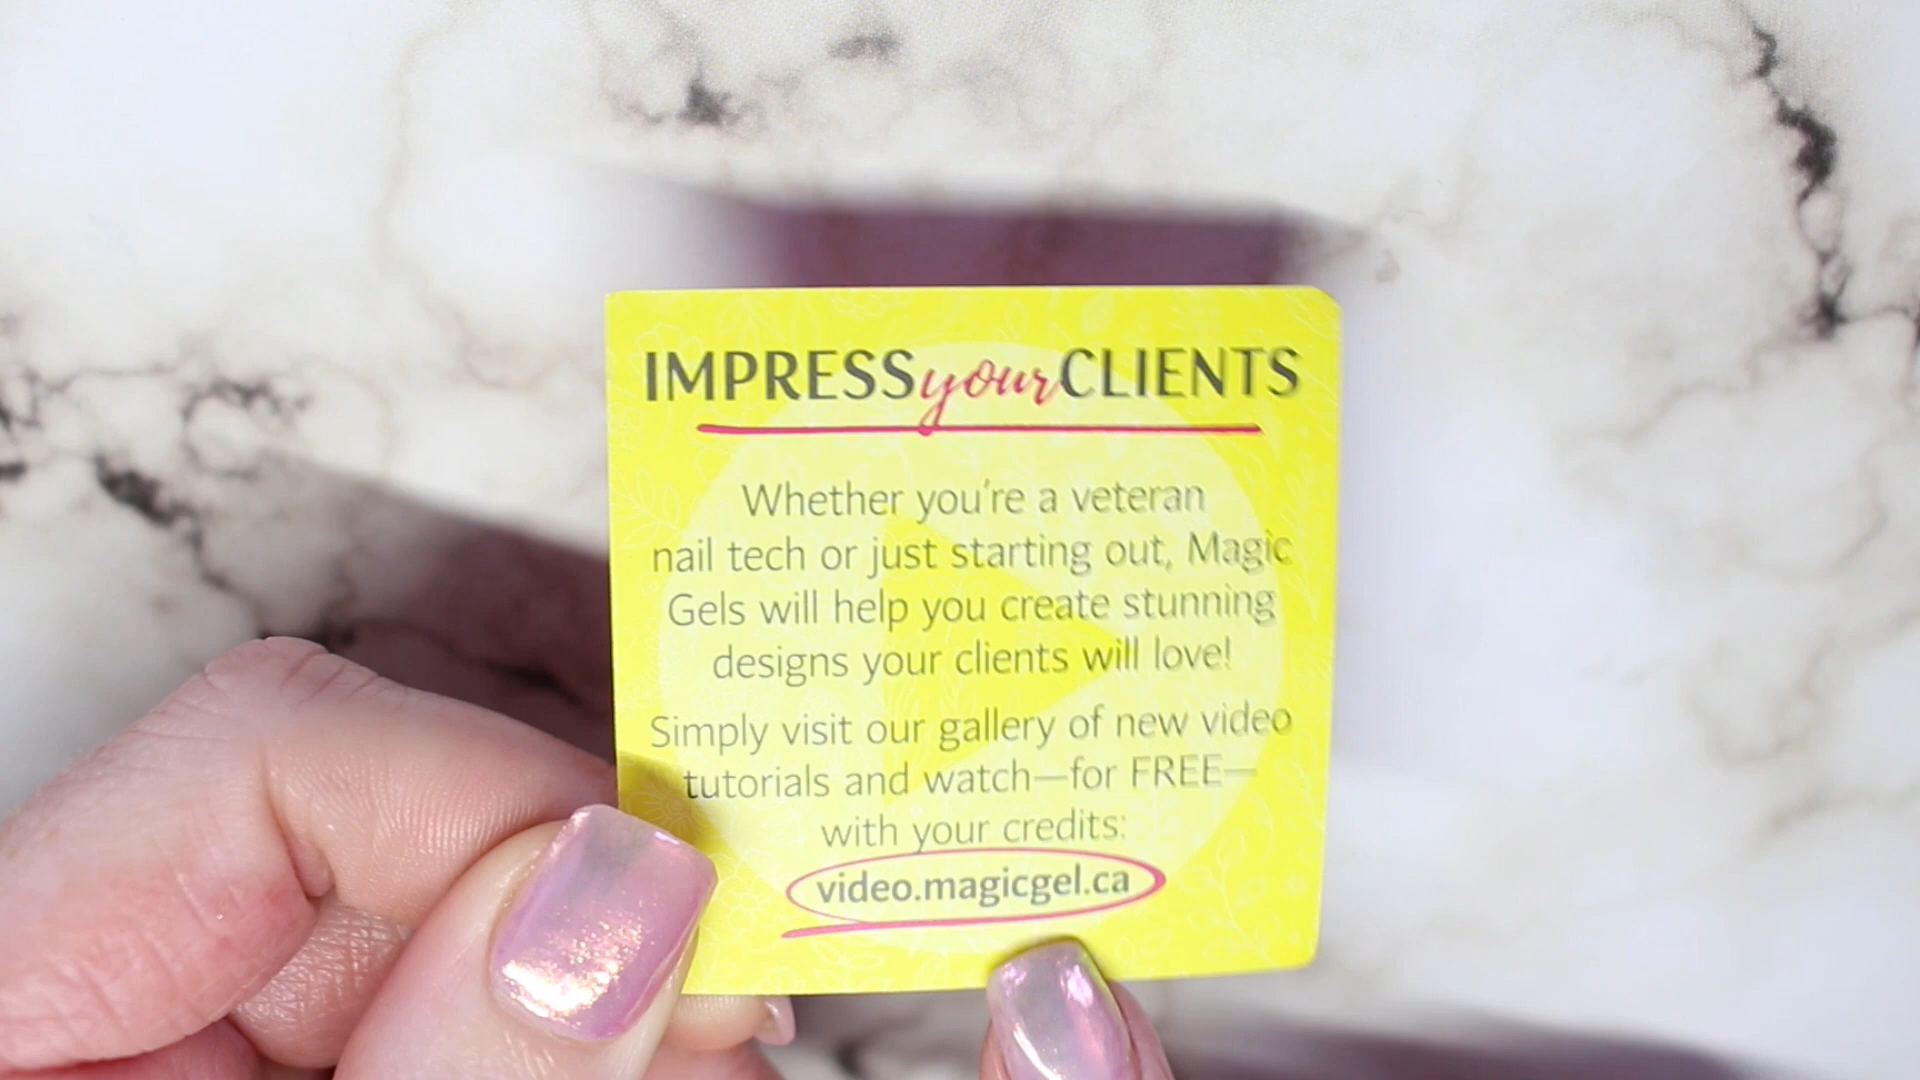 IMPRESS your CLIENTS
Whether you're a veteran
nail tech or just starting out, Magic
Gels will help you create stunning
designs your clients will love!
Simply visit our gallery of new video
tutorials and watch—for FREE—
with your credits:
video.magicgel.ca